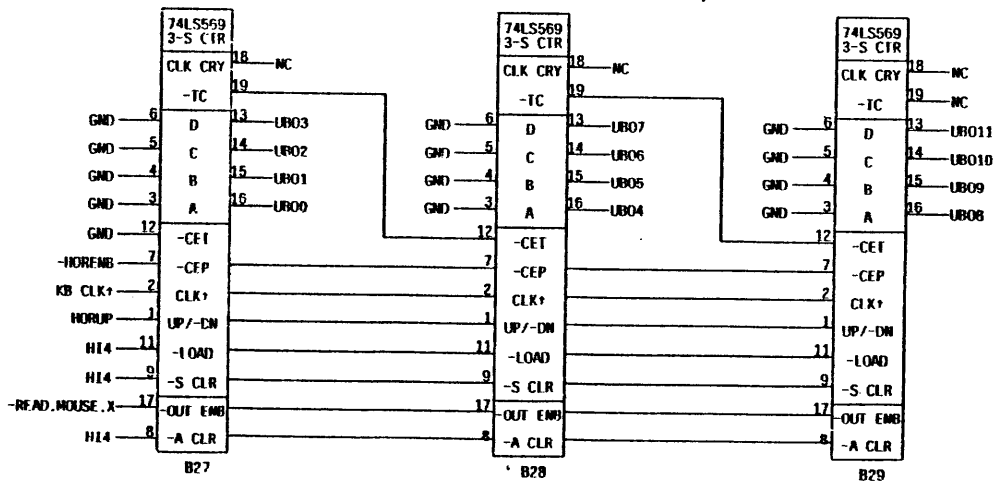 74LS569
3-S CTR
CLK CRY 18 NC
-TC 19
GND 6 D 13 UBO3
GND 5 C 14 UBO2
GND 4 B 15 UBO1
GND 3 A 16 UBO0
GND 12 -CET
-HORENB 7 -CEP
KB CLK↑ 2 CLK↑
HORUP 1 UP/-DN
HI4 11 -LOAD
HI4 9 -S CLR
-READ.MOUSE.X 17 -OUT ENB
HI4 8 -A CLR
B27
74LS569
3-S CTR
CLK CRY 18 NC
-TC 19
GND 6 D 13 UBO7
GND 5 C 14 UBO6
GND 4 B 15 UBO5
GND 3 A 16 UBO4
12 -CET
7 -CEP
2 CLK↑
1 UP/-DN
11 -LOAD
9 -S CLR
17 -OUT ENB
8 -A CLR
B28
74LS569
3-S CTR
CLK CRY 18 NC
-TC 19 NC
GND 6 D 13 UBO11
GND 5 C 14 UBO10
GND 4 B 15 UBO9
GND 3 A 16 UBO8
12 -CET
7 -CEP
2 CLK↑
1 UP/-DN
11 -LOAD
9 -S CLR
17 -OUT ENB
8 -A CLR
B29